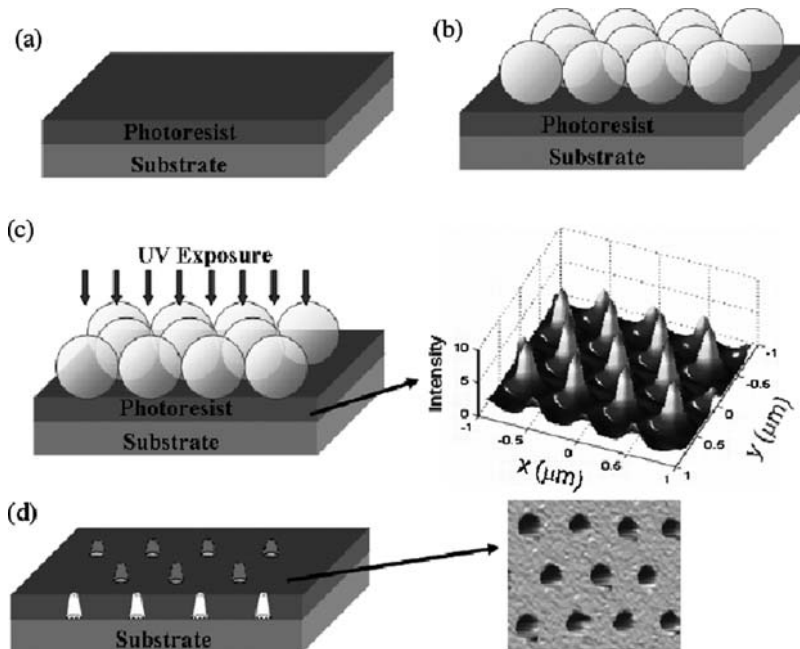 (a)
Photoresist
Substrate
(b)
Photoresist
Substrate
(c)
UV Exposure
Photoresist
Substrate
Intensity
10
5
0
-1
-0.5
0
0.6
1
x (µm)
-1
-0.6
0
0.5
1
y (µm)
(d)
Substrate